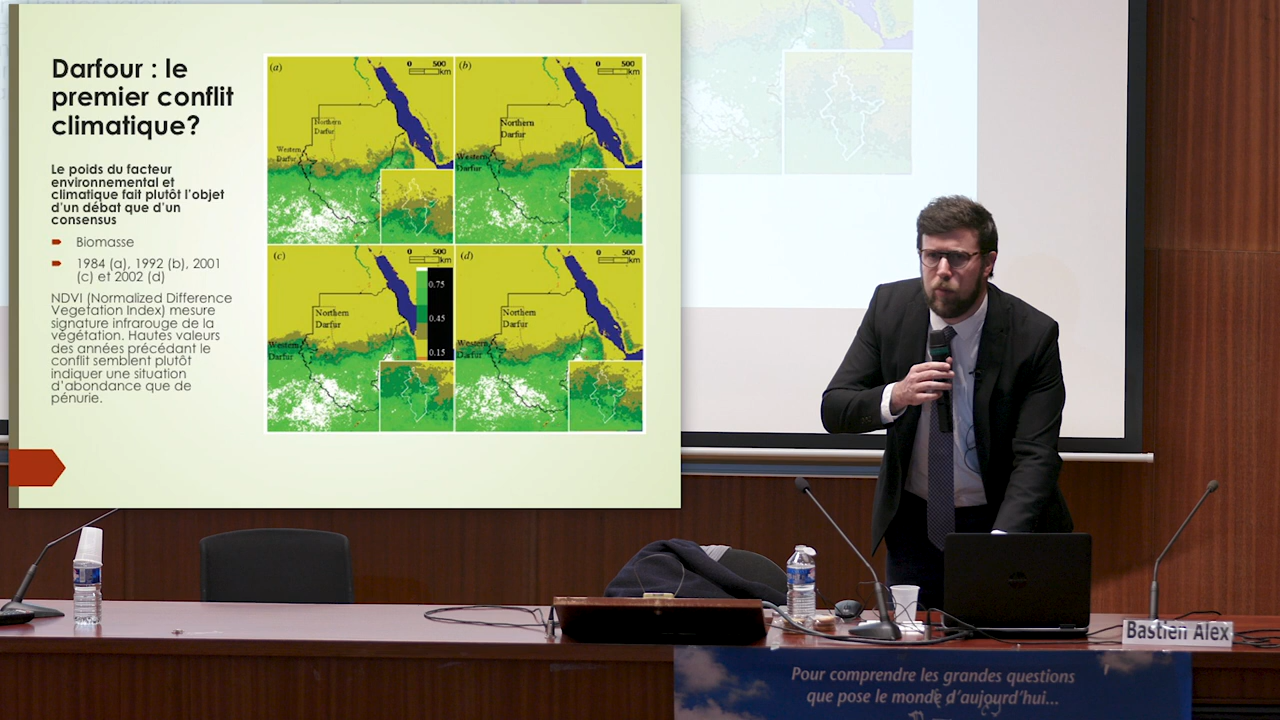 Darfour : le
premier conflit
climatique?
Le poids du facteur
environnemental et
climatique fait plutôt l'objet
d'un débat que d'un
consensus
Biomasse
1984 (a), 1992 (b), 2001
(c) et 2002 (d)
NDVI (Normalized Difference
Vegetation Index) mesure
signature infrarouge de la
végétation. Hautes valeurs
des années précédant le
conflit semblent plutôt
indiquer une situation
d'abondance que de
pénurie.
(a)
0 500
km
Northern
Darfur
Western
Darfur
(b)
0 500
km
Northern
Darfur
Western
Darfur
(c)
0 500
km
Northern
Darfur
Western
Darfur
0.75
0.45
0.15
(d)
0 500
km
Northern
Darfur
Western
Darfur
Bastien Alex
Pour comprendre les grandes questions
que pose le monde d'aujourd'hui...